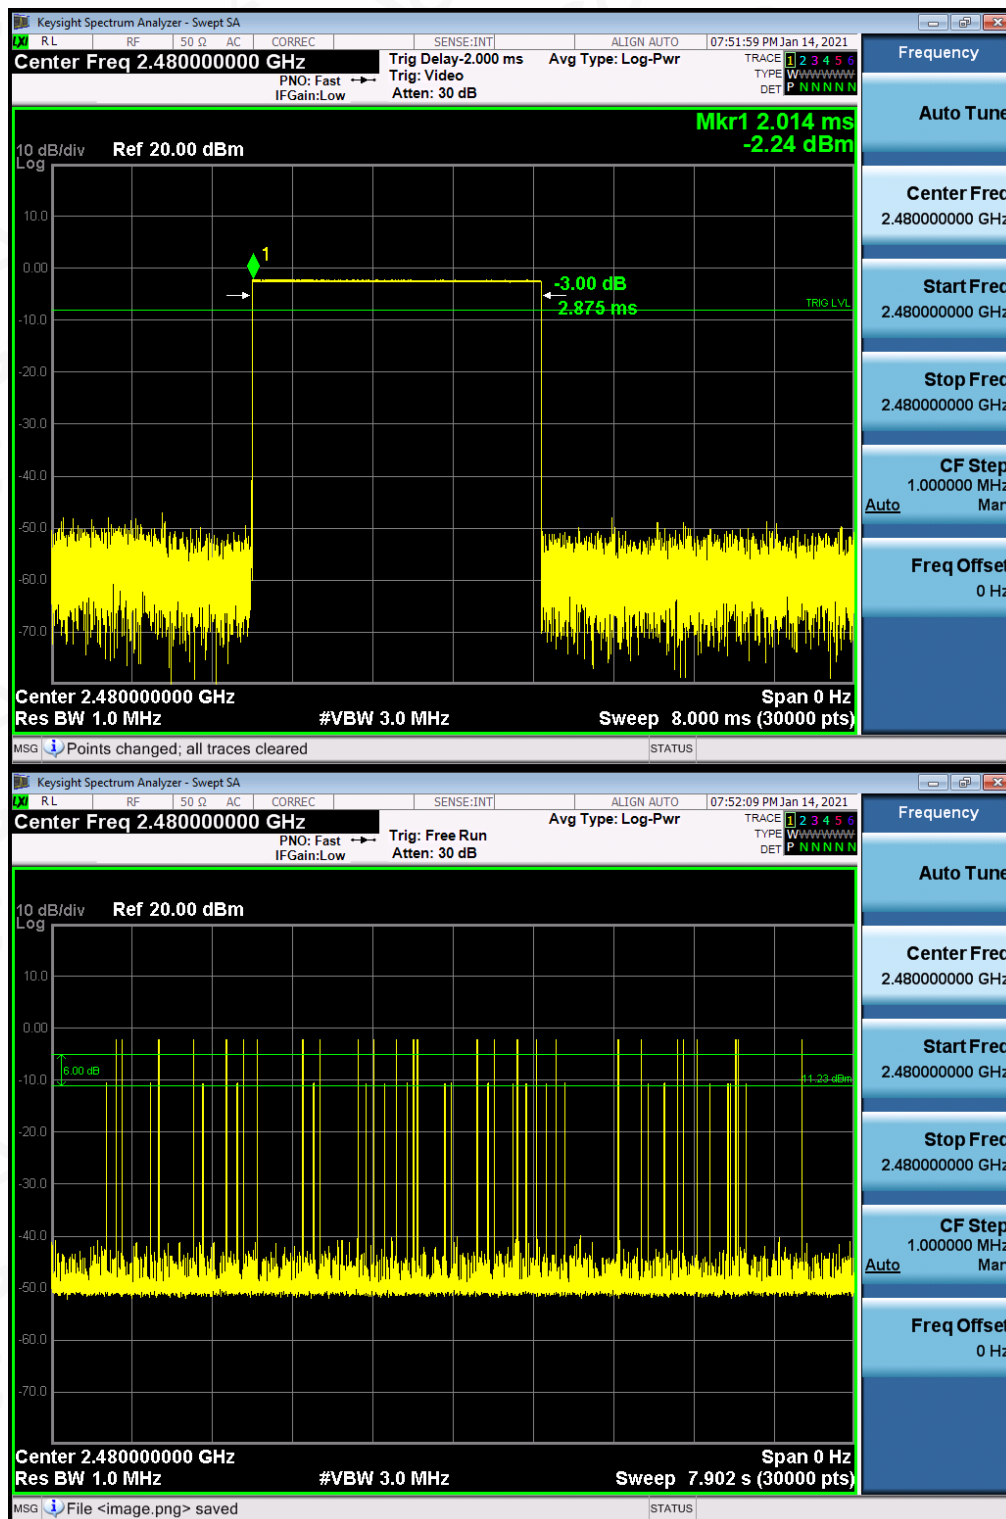 Keysight Spectrum Analyzer - Swept SA
LXI RL RF 50 Ω AC CORREC SENSE:INT ALIGN AUTO 07:51:59 PM Jan 14, 2021
Center Freq 2.480000000 GHz Trig Delay-2.000 ms Avg Type: Log-Pwr TRACE 1 2 3 4 5 6
PNO: Fast Trig: Video TYPE WWWWWW
IFGain:Low Atten: 30 dB DET P N N N N N
Mkr1 2.014 ms
-2.24 dBm
10 dB/div Ref 20.00 dBm
Log
10.0
1
0.00
-3.00 dB
2.875 ms
TRIG LVL
-10.0
-20.0
-30.0
-40.0
-50.0
-60.0
-70.0
Center 2.480000000 GHz Span 0 Hz
Res BW 1.0 MHz #VBW 3.0 MHz Sweep 8.000 ms (30000 pts)
MSG Points changed; all traces cleared STATUS
Frequency
Auto Tune
Center Freq
2.480000000 GHz
Start Freq
2.480000000 GHz
Stop Freq
2.480000000 GHz
CF Step
1.000000 MHz
Auto Man
Freq Offset
0 Hz
Keysight Spectrum Analyzer - Swept SA
LXI RL RF 50 Ω AC CORREC SENSE:INT ALIGN AUTO 07:52:09 PM Jan 14, 2021
Center Freq 2.480000000 GHz Avg Type: Log-Pwr TRACE 1 2 3 4 5 6
PNO: Fast Trig: Free Run TYPE WWWWWW
IFGain:Low Atten: 30 dB DET P N N N N N
10 dB/div Ref 20.00 dBm
Log
10.0
0.00
6.00 dB
-10.0
-11.23 dBm
-20.0
-30.0
-40.0
-50.0
-60.0
-70.0
Center 2.480000000 GHz Span 0 Hz
Res BW 1.0 MHz #VBW 3.0 MHz Sweep 7.902 s (30000 pts)
MSG File <image.png> saved STATUS
Frequency
Auto Tune
Center Freq
2.480000000 GHz
Start Freq
2.480000000 GHz
Stop Freq
2.480000000 GHz
CF Step
1.000000 MHz
Auto Man
Freq Offset
0 Hz